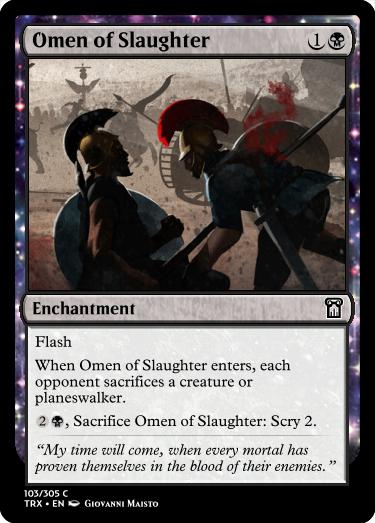 Omen of Slaughter 1
Enchantment
Flash
When Omen of Slaughter enters, each
opponent sacrifices a creature or
planeswalker.
2 , Sacrifice Omen of Slaughter: Scry 2.
“My time will come, when every mortal has
proven themselves in the blood of their enemies.”
103/305 C
TRX • EN Giovanni Maisto